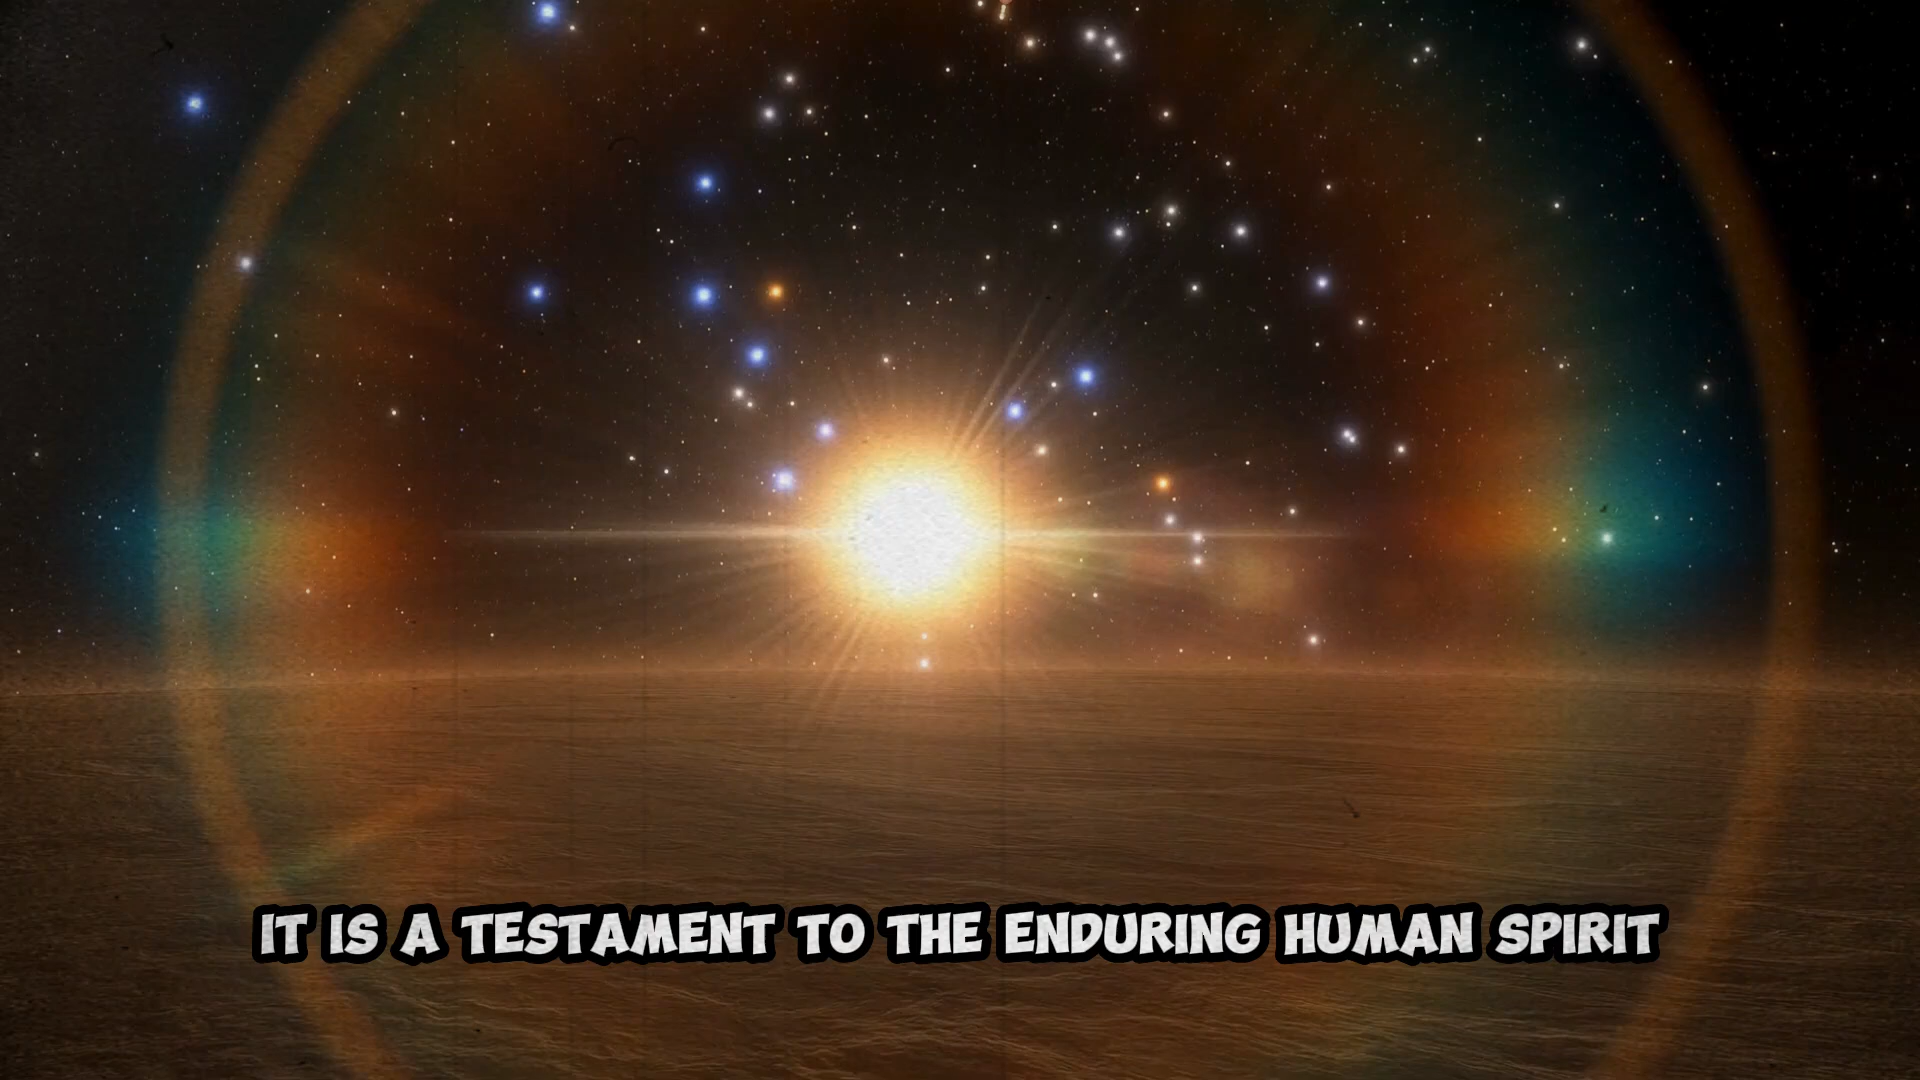 IT IS A TESTAMENT TO THE ENDURING HUMAN SPIRIT